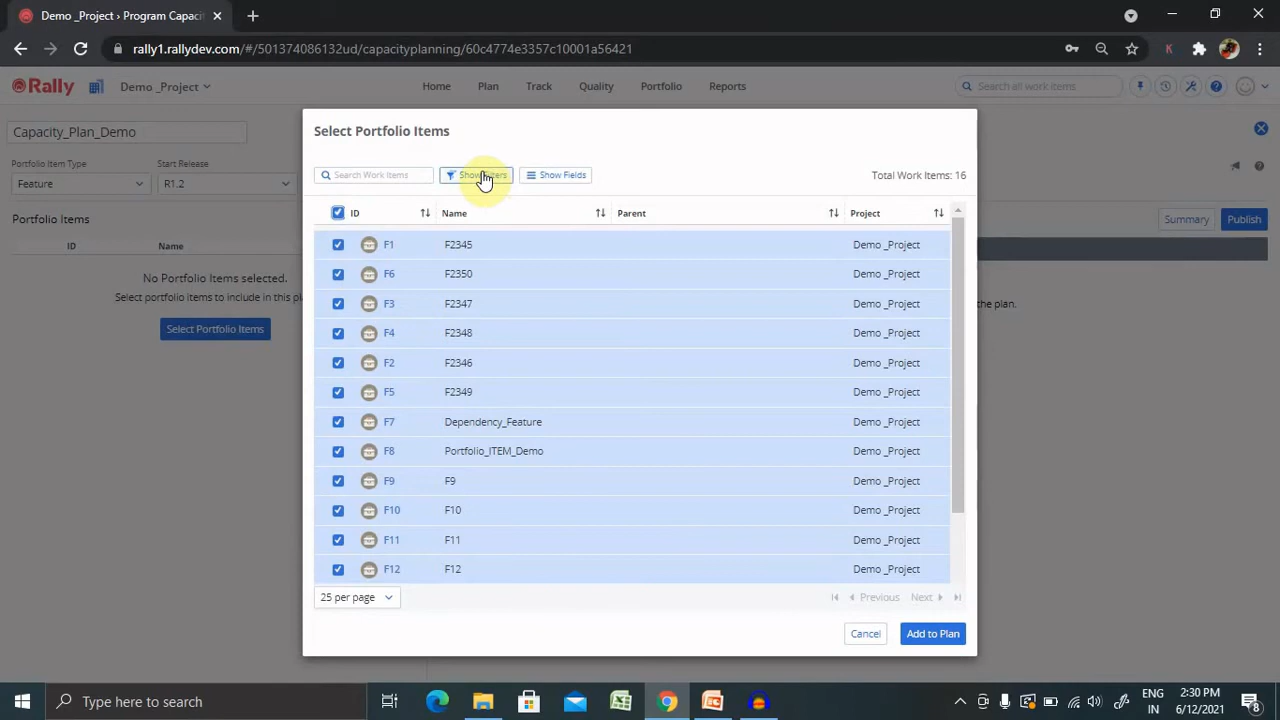 Demo _Project › Program Capaci
rally1.rallydev.com/#/501374086132ud/capacityplanning/60c4774e3357c10001a56421
K
Rally
Demo _Project
Home
Plan
Track
Quality
Portfolio
Reports
Search all work items
Capacity_Plan_Demo
Portfolio Item Type
Start Release
Feature
R1.2
Portfolio Items
Summary
Publish
ID
Name
No Portfolio Items selected.
Select portfolio items to include in this pl
the plan.
Select Portfolio Items
Select Portfolio Items
Search Work Items
Show Filters
Show Fields
Total Work Items: 16
ID
Name
Parent
Project
F1
F2345
Demo _Project
F6
F2350
Demo _Project
F3
F2347
Demo _Project
F4
F2348
Demo _Project
F2
F2346
Demo _Project
F5
F2349
Demo _Project
F7
Dependency_Feature
Demo _Project
F8
Portfolio_ITEM_Demo
Demo _Project
F9
F9
Demo _Project
F10
F10
Demo _Project
F11
F11
Demo _Project
F12
F12
Demo _Project
25 per page
Previous
Next
Cancel
Add to Plan
Type here to search
ENG
IN
2:30 PM
6/12/2021
8